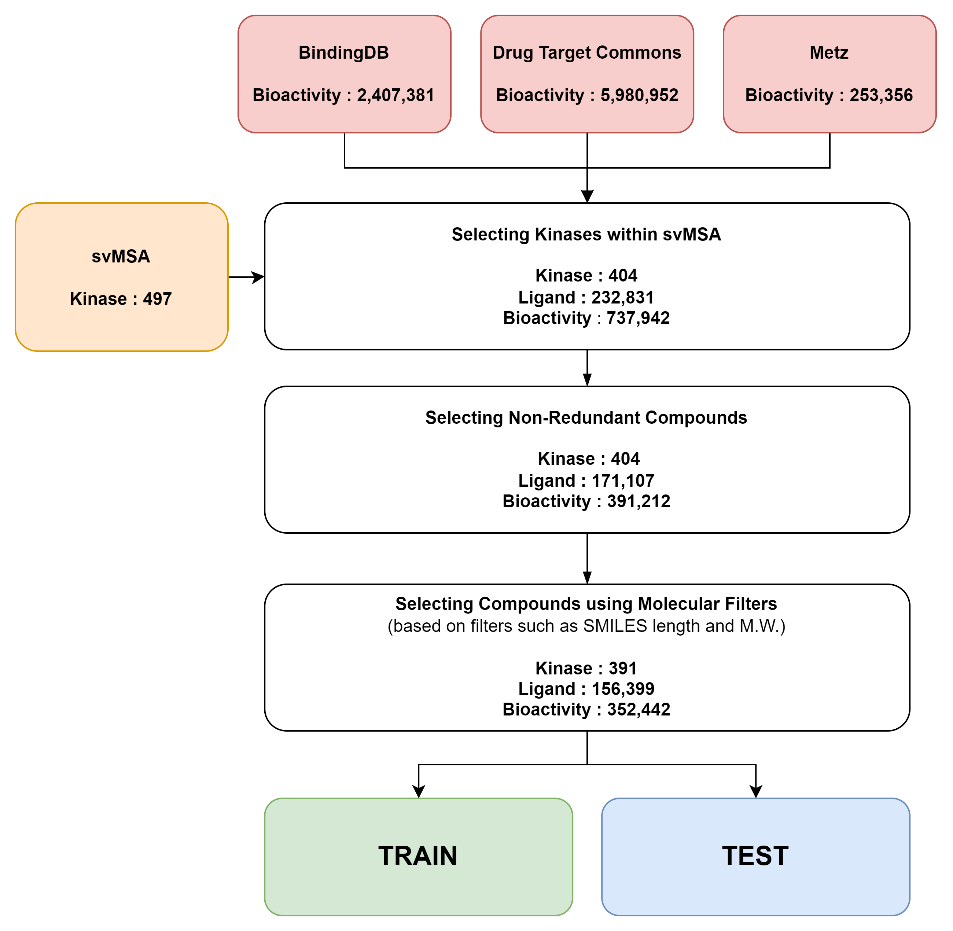 BindingDB
Bioactivity : 2,407,381
Drug Target Commons
Bioactivity : 5,980,952
Metz
Bioactivity : 253,356
svMSA
Kinase : 497
Selecting Kinases within svMSA
Kinase : 404
Ligand : 232,831
Bioactivity : 737,942
Selecting Non-Redundant Compounds
Kinase : 404
Ligand : 171,107
Bioactivity : 391,212
Selecting Compounds using Molecular Filters
(based on filters such as SMILES length and M.W.)
Kinase : 391
Ligand : 156,399
Bioactivity : 352,442
TRAIN
TEST